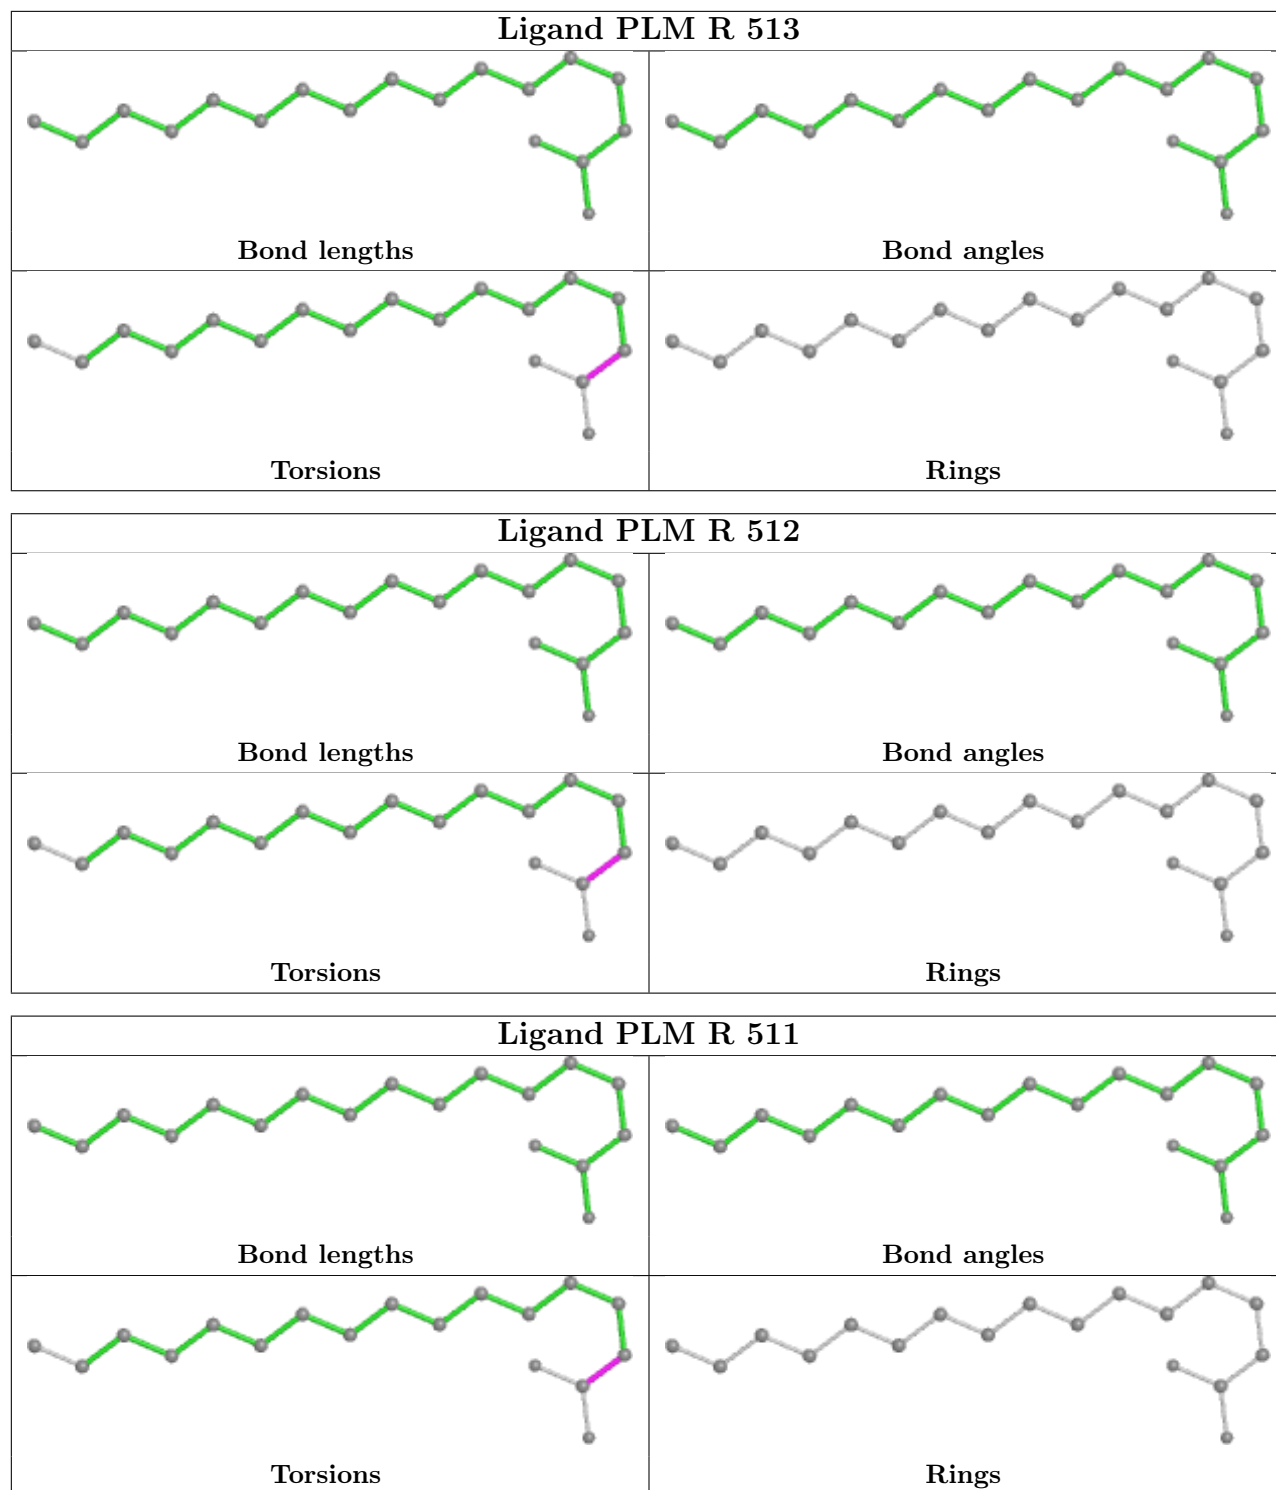 Ligand PLM R 513
Bond lengths
Bond angles
Torsions
Rings
Ligand PLM R 512
Bond lengths
Bond angles
Torsions
Rings
Ligand PLM R 511
Bond lengths
Bond angles
Torsions
Rings